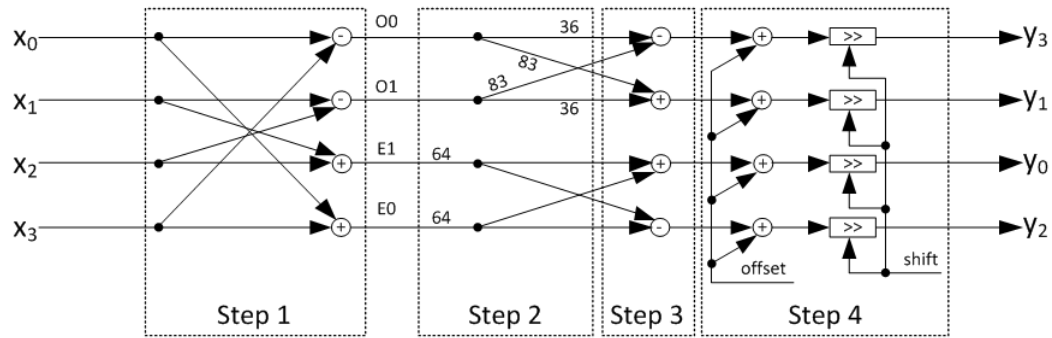 x0 - O0 36 - + >> y3
83
x1 - O1 83 36 + + >> y1
x2 + E1 64 + + >> y0
x3 + E0 64 - + >> y2
offset shift
Step 1 Step 2 Step 3 Step 4